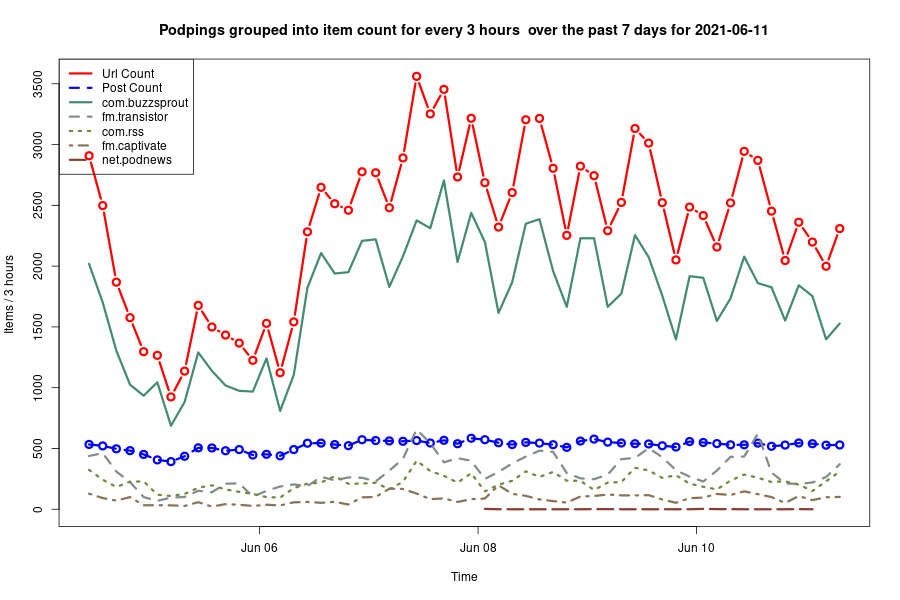 Podpings grouped into item count for every 3 hours  over the past 7 days for 2021-06-11
Url Count
Post Count
com.buzzsprout
fm.transistor
com.rss
fm.captivate
net.podnews
Items / 3 hours
3500
3000
2500
2000
1500
1000
500
0
Jun 06
Jun 08
Jun 10
Time